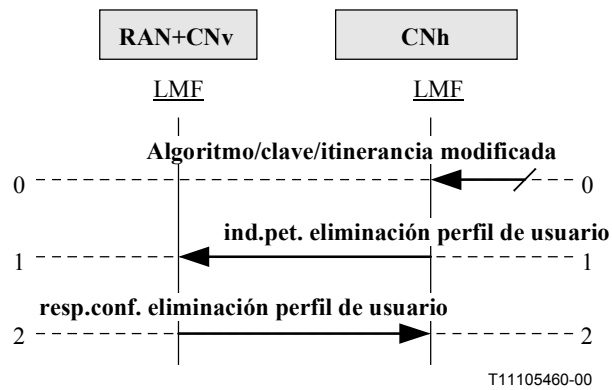 RAN+CNv CNh
LMF LMF
Algoritmo/clave/itinerancia modificada
0 0
ind.pet. eliminación perfil de usuario
1 1
resp.conf. eliminación perfil de usuario
2 2
T11105460-00